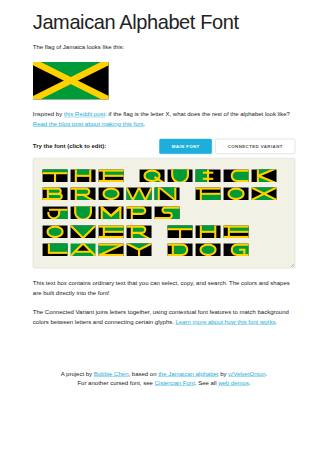 Jamaican Alphabet Font
The flag of Jamaica looks like this:
Inspired by this Reddit post: if the flag is the letter X, what does the rest of the alphabet look like?
Read the blog post about making this font.
Try the font (click to edit):
MAIN FONT
CONNECTED VARIANT
THE QUICK
BROWN FOX
JUMPS
OVER THE
LAZY DOG
This text box contains ordinary text that you can select, copy, and search. The colors and shapes
are built directly into the font!
The Connected Variant joins letters together, using contextual font features to match background
colors between letters and connecting certain glyphs. Learn more about how this font works.
A project by Bobbie Chen, based on the Jamaican alphabet by u/VelvetOnion.
For another cursed font, see Cistercian Font. See all web demos.